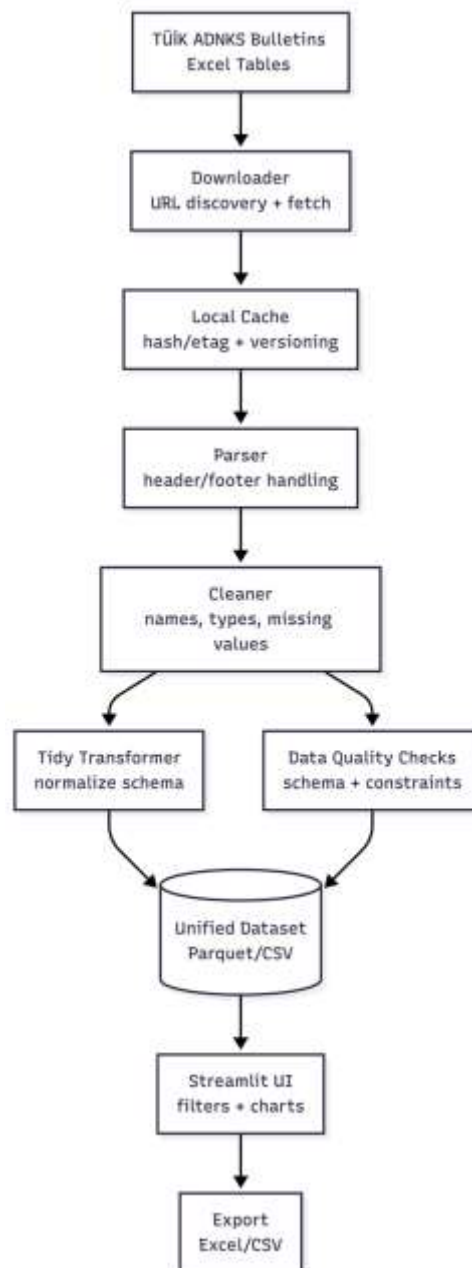 TÜİK ADNKS Bulletins
Excel Tables
Downloader
URL discovery + fetch
Local Cache
hash/etag + versioning
Parser
header/footer handling
Cleaner
names, types, missing
values
Tidy Transformer
normalize schema
Data Quality Checks
schema + constraints
Unified Dataset
Parquet/CSV
Streamlit UI
filters + charts
Export
Excel/CSV